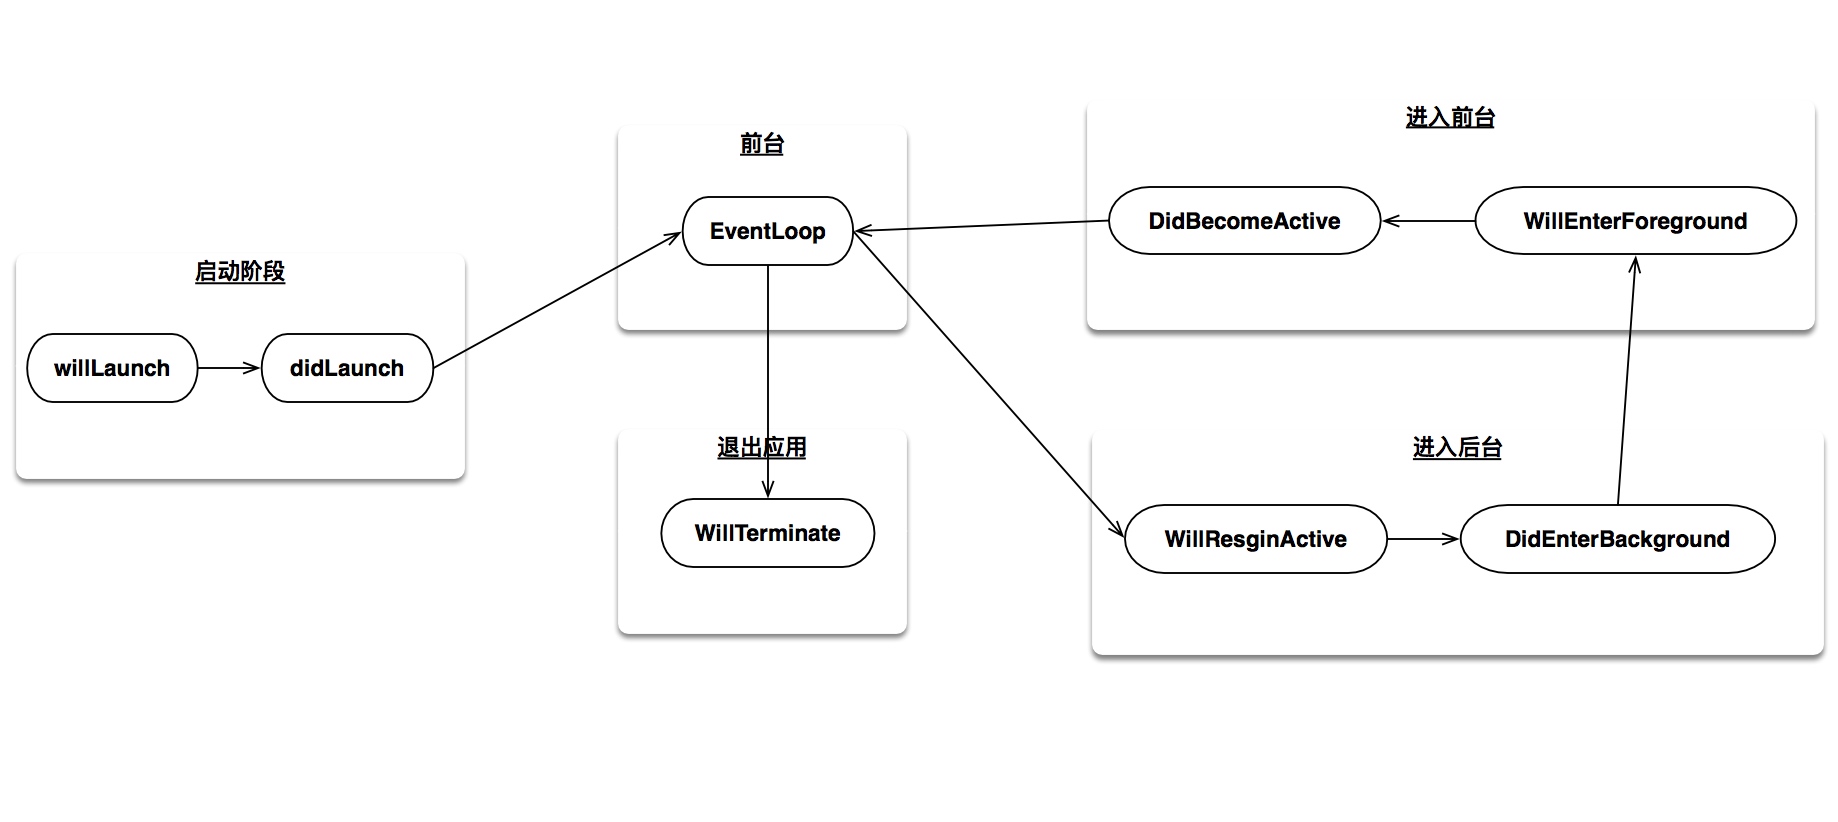 启动阶段
willLaunch
didLaunch
前台
EventLoop
退出应用
WillTerminate
进入前台
DidBecomeActive
WillEnterForeground
进入后台
WillResginActive
DidEnterBackground